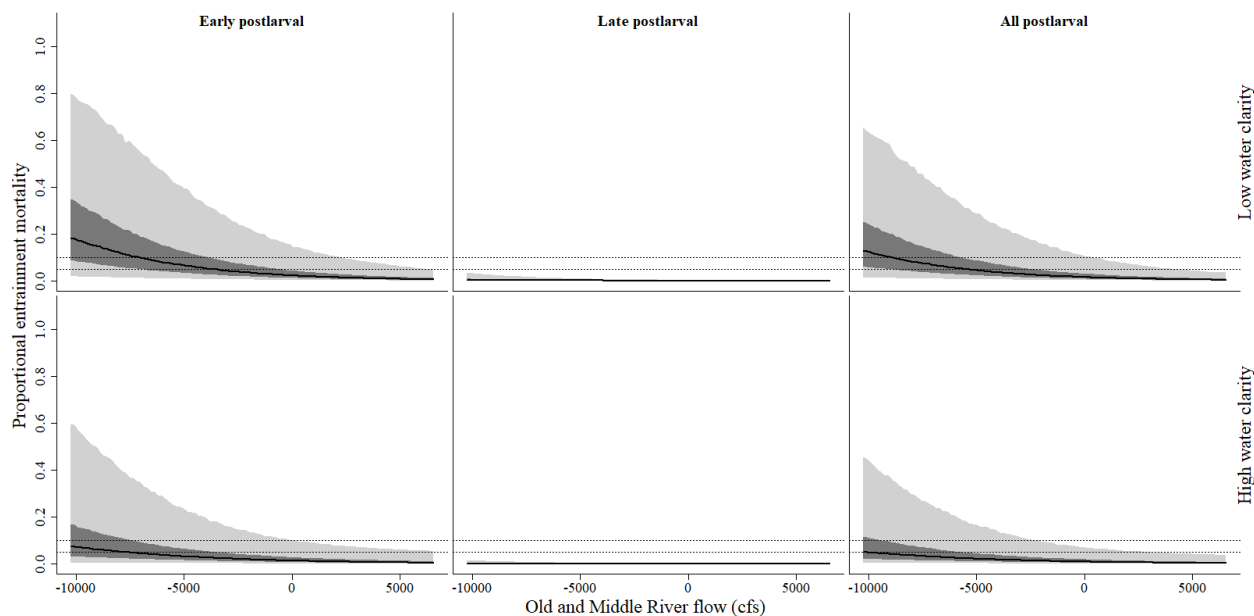 Early postlarval
Late postlarval
All postlarval
Proportional entrainment mortality
1.0
0.8
0.6
0.4
0.2
0.0
Low water clarity
1.0
0.8
0.6
0.4
0.2
0.0
High water clarity
-10000 -5000 0 5000
-10000 -5000 0 5000
-10000 -5000 0 5000
Old and Middle River flow (cfs)